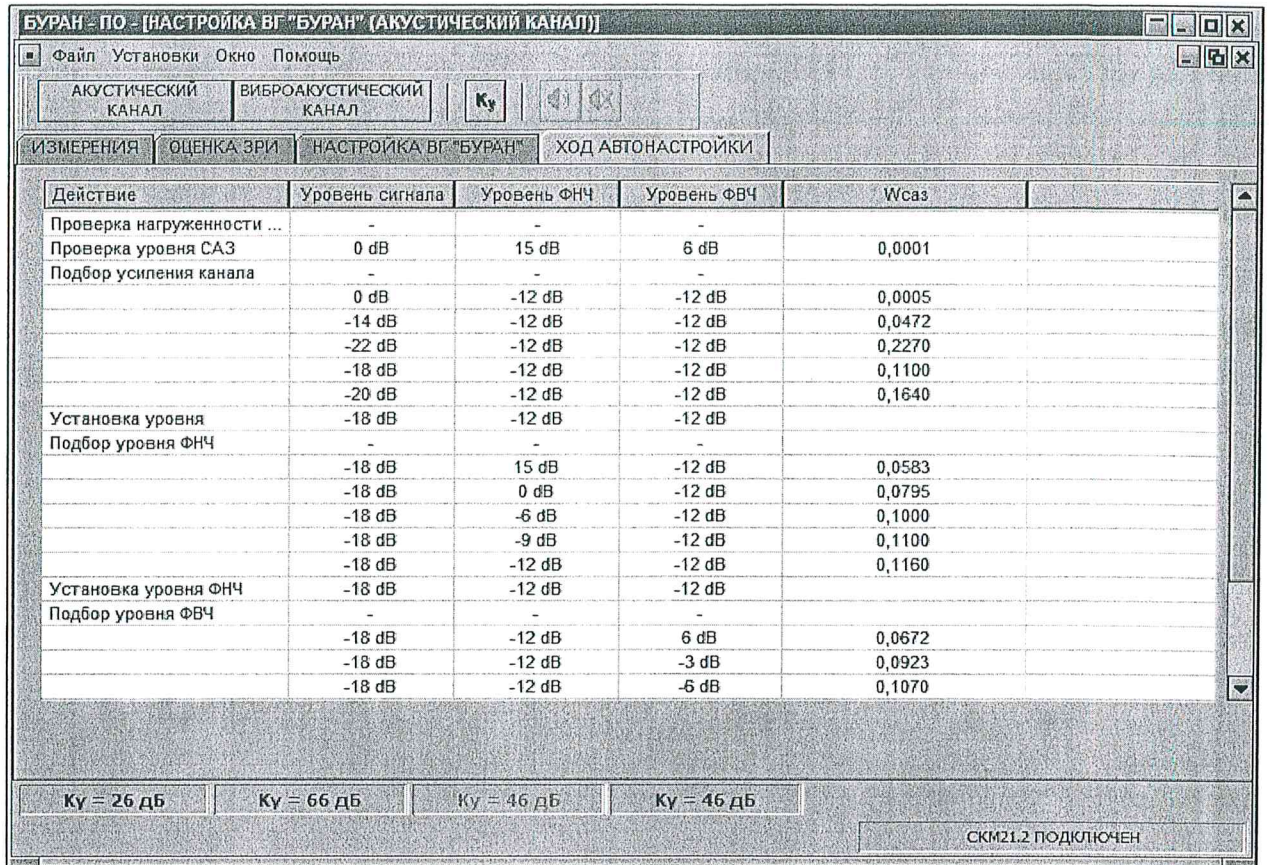 БУРАН - ПО - [НАСТРОЙКА ВГ "БУРАН" (АКУСТИЧЕСКИЙ КАНАЛ)]
Файл Установки Окно Помощь
АКУСТИЧЕСКИЙ КАНАЛ ВИБРОАКУСТИЧЕСКИЙ КАНАЛ Ку
ИЗМЕРЕНИЯ ОЦЕНКА ЗРИ НАСТРОЙКА ВГ "БУРАН" ХОД АВТОНАСТРОЙКИ
Действие Уровень сигнала Уровень ФНЧ Уровень ФВЧ Wсаз
Проверка нагруженности ... - - -
Проверка уровня САЗ 0 dB 15 dB 6 dB 0,0001
Подбор усиления канала - - -
0 dB -12 dB -12 dB 0,0005
-14 dB -12 dB -12 dB 0,0472
-22 dB -12 dB -12 dB 0,2270
-18 dB -12 dB -12 dB 0,1100
-20 dB -12 dB -12 dB 0,1640
Установка уровня -18 dB -12 dB -12 dB
Подбор уровня ФНЧ - - -
-18 dB 15 dB -12 dB 0,0583
-18 dB 0 dB -12 dB 0,0795
-18 dB -6 dB -12 dB 0,1000
-18 dB -9 dB -12 dB 0,1100
-18 dB -12 dB -12 dB 0,1160
Установка уровня ФНЧ -18 dB -12 dB -12 dB
Подбор уровня ФВЧ - - -
-18 dB -12 dB 6 dB 0,0672
-18 dB -12 dB -3 dB 0,0923
-18 dB -12 dB -6 dB 0,1070
Ку = 26 дБ Ку = 66 дБ Ку = 46 дБ Ку = 46 дБ
СКМ21.2 ПОДКЛЮЧЕН